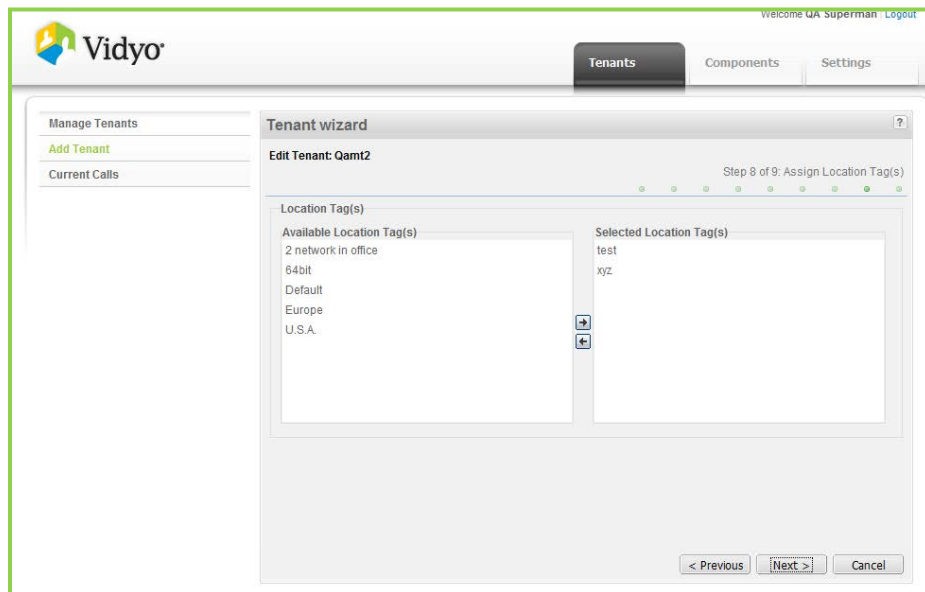 Welcome QA Superman | Logout
Vidyo
Tenants Components Settings
Manage Tenants
Add Tenant
Current Calls
Tenant wizard ?
Edit Tenant: Qamt2
Step 8 of 9: Assign Location Tag(s)
Location Tag(s)
Available Location Tag(s)
2 network in office
64bit
Default
Europe
U.S.A.
Selected Location Tag(s)
test
xyz
< Previous Next > Cancel